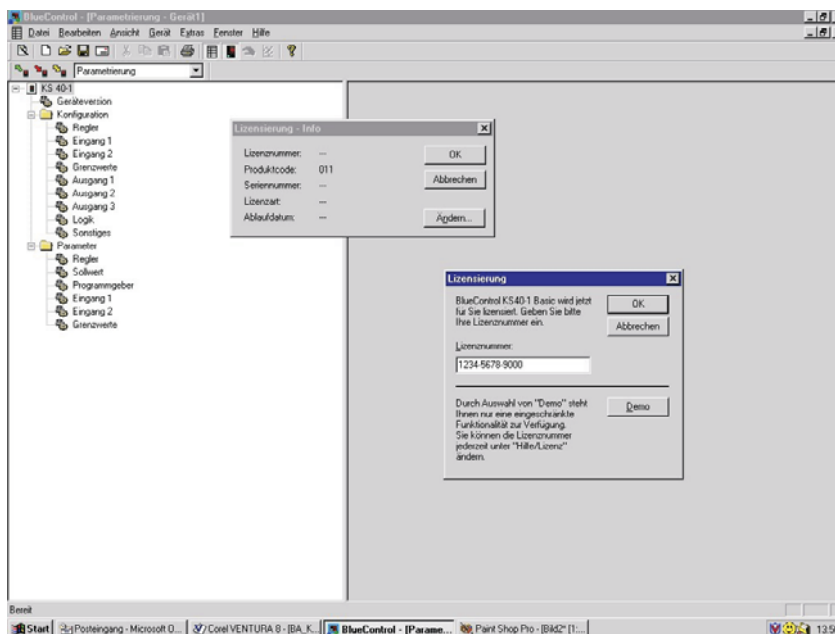 BlueControl - [Parametrierung - Gerät1]
Datei Bearbeiten Ansicht Gerät Extras Fenster Hilfe
Parametrierung
KS 40-1
Geräteversion
Konfiguration
Regler
Eingang 1
Eingang 2
Grenzwerte
Ausgang 1
Ausgang 2
Ausgang 3
Logik
Sonstiges
Parameter
Regler
Sollwert
Programmgeber
Eingang 1
Eingang 2
Grenzwerte
Lizensierung - Info
Lizenznummer: ---
Produktcode: 011
Seriennummer: ---
Lizenzart: ---
Ablaufdatum: ---
OK
Abbrechen
Ändern...
Lizensierung
BlueControl KS40-1 Basic wird jetzt
für Sie lizensiert. Geben Sie bitte
Ihre Lizenznummer ein.
OK
Abbrechen
Lizenznummer:
1234-5678-9000
Durch Auswahl von "Demo" steht
Ihnen nur eine eingeschränkte
Funktionalität zur Verfügung.
Sie können die Lizenznummer
jederzeit unter "Hilfe/Lizenz"
ändern.
Demo
Bereit
Start Posteingang - Microsoft O... Corel VENTURA 8 - [BA_K... BlueControl - [Parame... Paint Shop Pro - [Bild2* [1:... 13:5